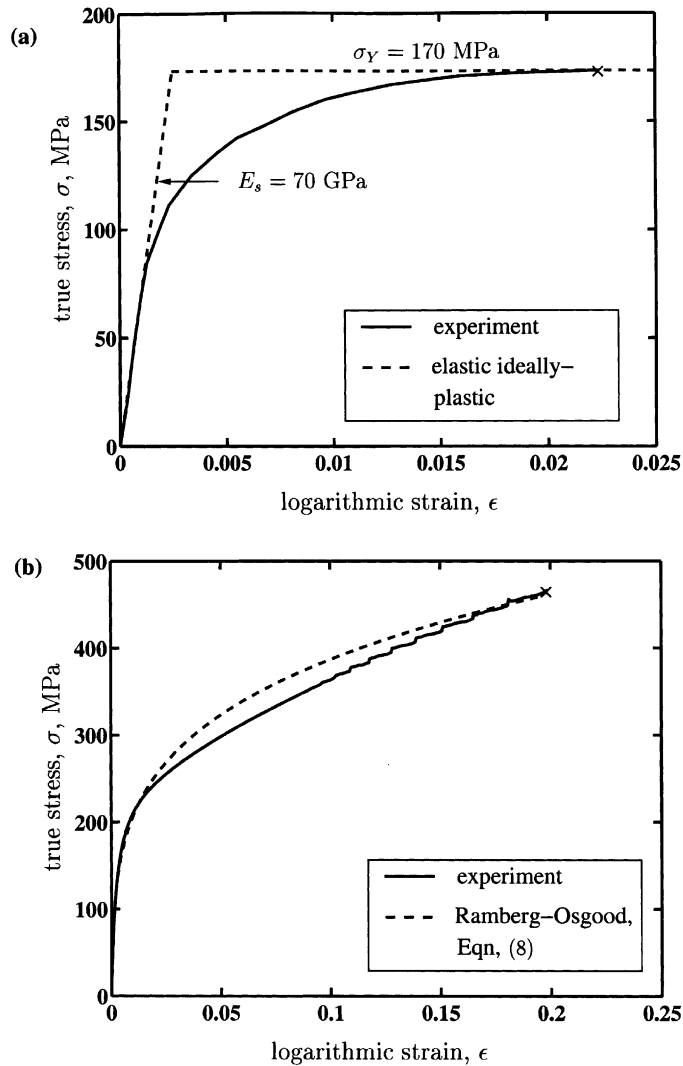 (a)
200
150
100
50
0
true stress, σ, MPa
σ_Y = 170 MPa
E_s = 70 GPa
experiment
elastic ideally–
plastic
0 0.005 0.01 0.015 0.02 0.025
logarithmic strain, ϵ
(b)
500
400
300
200
100
0
true stress, σ, MPa
experiment
Ramberg–Osgood,
Eqn, (8)
0 0.05 0.1 0.15 0.2 0.25
logarithmic strain, ϵ